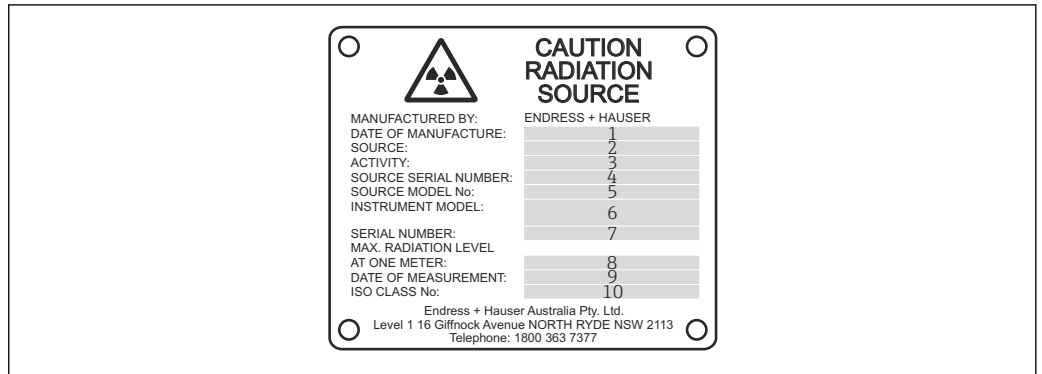 CAUTION
RADIATION
SOURCE
MANUFACTURED BY: ENDRESS + HAUSER
DATE OF MANUFACTURE: 1
SOURCE: 2
ACTIVITY: 3
SOURCE SERIAL NUMBER: 4
SOURCE MODEL No: 5
INSTRUMENT MODEL: 6
SERIAL NUMBER: 7
MAX. RADIATION LEVEL
AT ONE METER: 8
DATE OF MEASUREMENT: 9
ISO CLASS No: 10
Endress + Hauser Australia Pty. Ltd.
Level 1 16 Giffnock Avenue NORTH RYDE NSW 2113
Telephone: 1800 363 7377